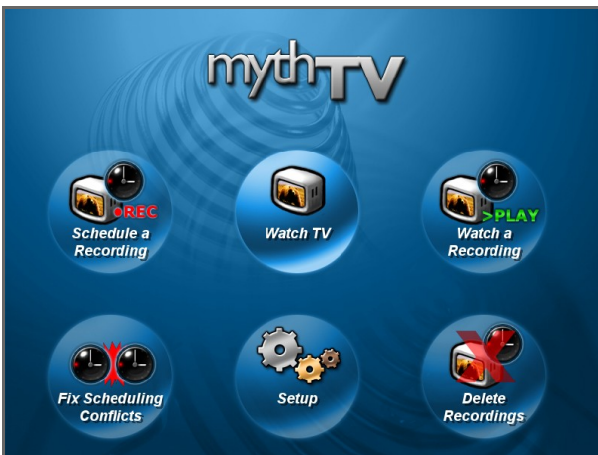 mythTV
REC
Schedule a
Recording
Watch TV
>PLAY
Watch a
Recording
Fix Scheduling
Conflicts
Setup
Delete
Recordings